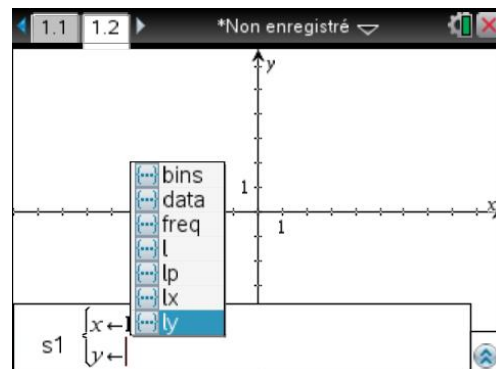 1.1 1.2 *Non enregistré
y
bins
data
freq
l
lp
lx
ly
1
x
1
s1
x←
y←